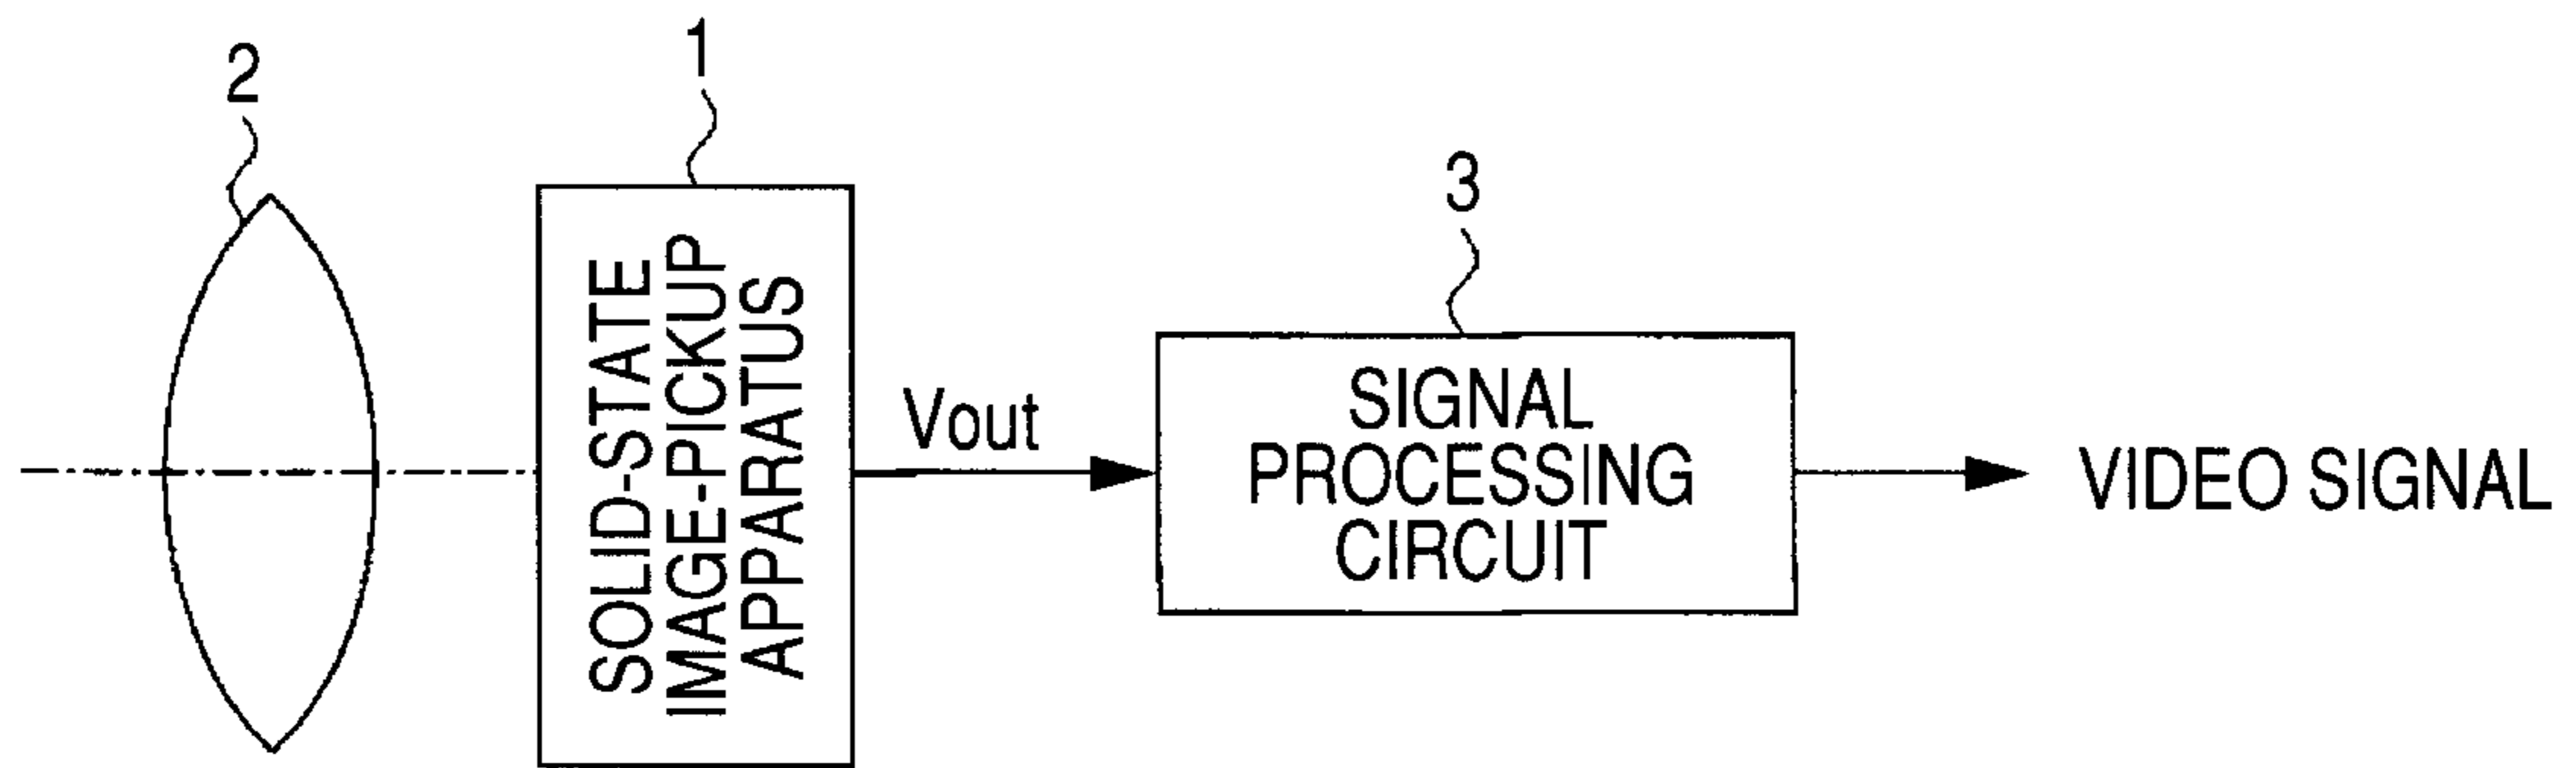 2
1
SOLID-STATE
IMAGE-PICKUP
APPARATUS
Vout
3
SIGNAL
PROCESSING
CIRCUIT
VIDEO SIGNAL